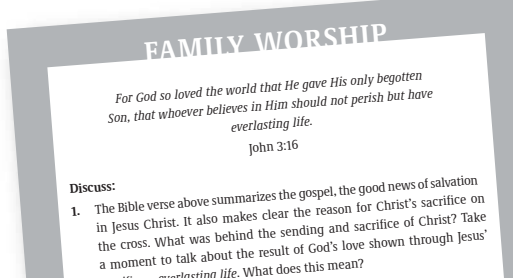 FAMILY WORSHIP
For God so loved the world that He gave His only begotten
Son, that whoever believes in Him should not perish but have
everlasting life.
John 3:16
Discuss:
1. The Bible verse above summarizes the gospel, the good news of salvation
in Jesus Christ. It also makes clear the reason for Christ's sacrifice on
the cross. What was behind the sending and sacrifice of Christ? Take
a moment to talk about the result of God's love shown through Jesus'
everlasting life. What does this mean?